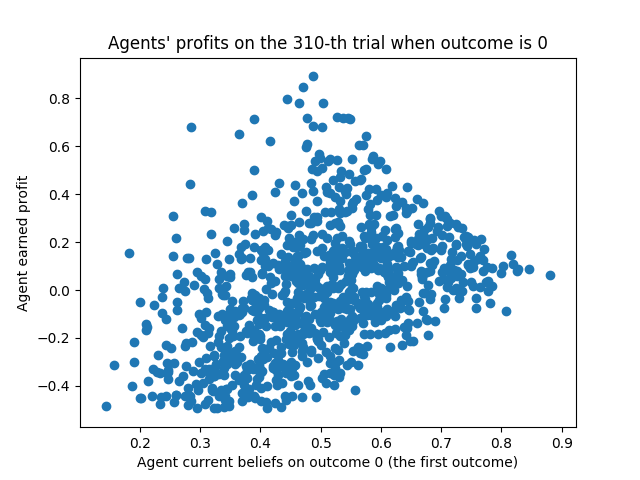 Agents' profits on the 310-th trial when outcome is 0
Agent earned profit
0.8
0.6
0.4
0.2
0.0
−0.2
−0.4
0.2 0.3 0.4 0.5 0.6 0.7 0.8 0.9
Agent current beliefs on outcome 0 (the first outcome)